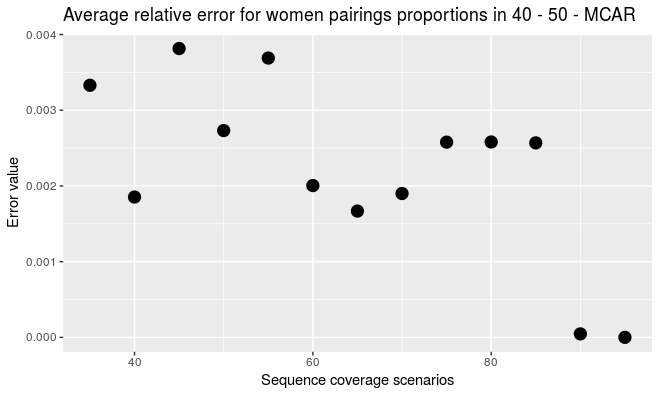 Average relative error for women pairings proportions in 40 - 50 - MCAR
0.004
0.003
0.002
0.001
0.000
Error value
40 60 80
Sequence coverage scenarios